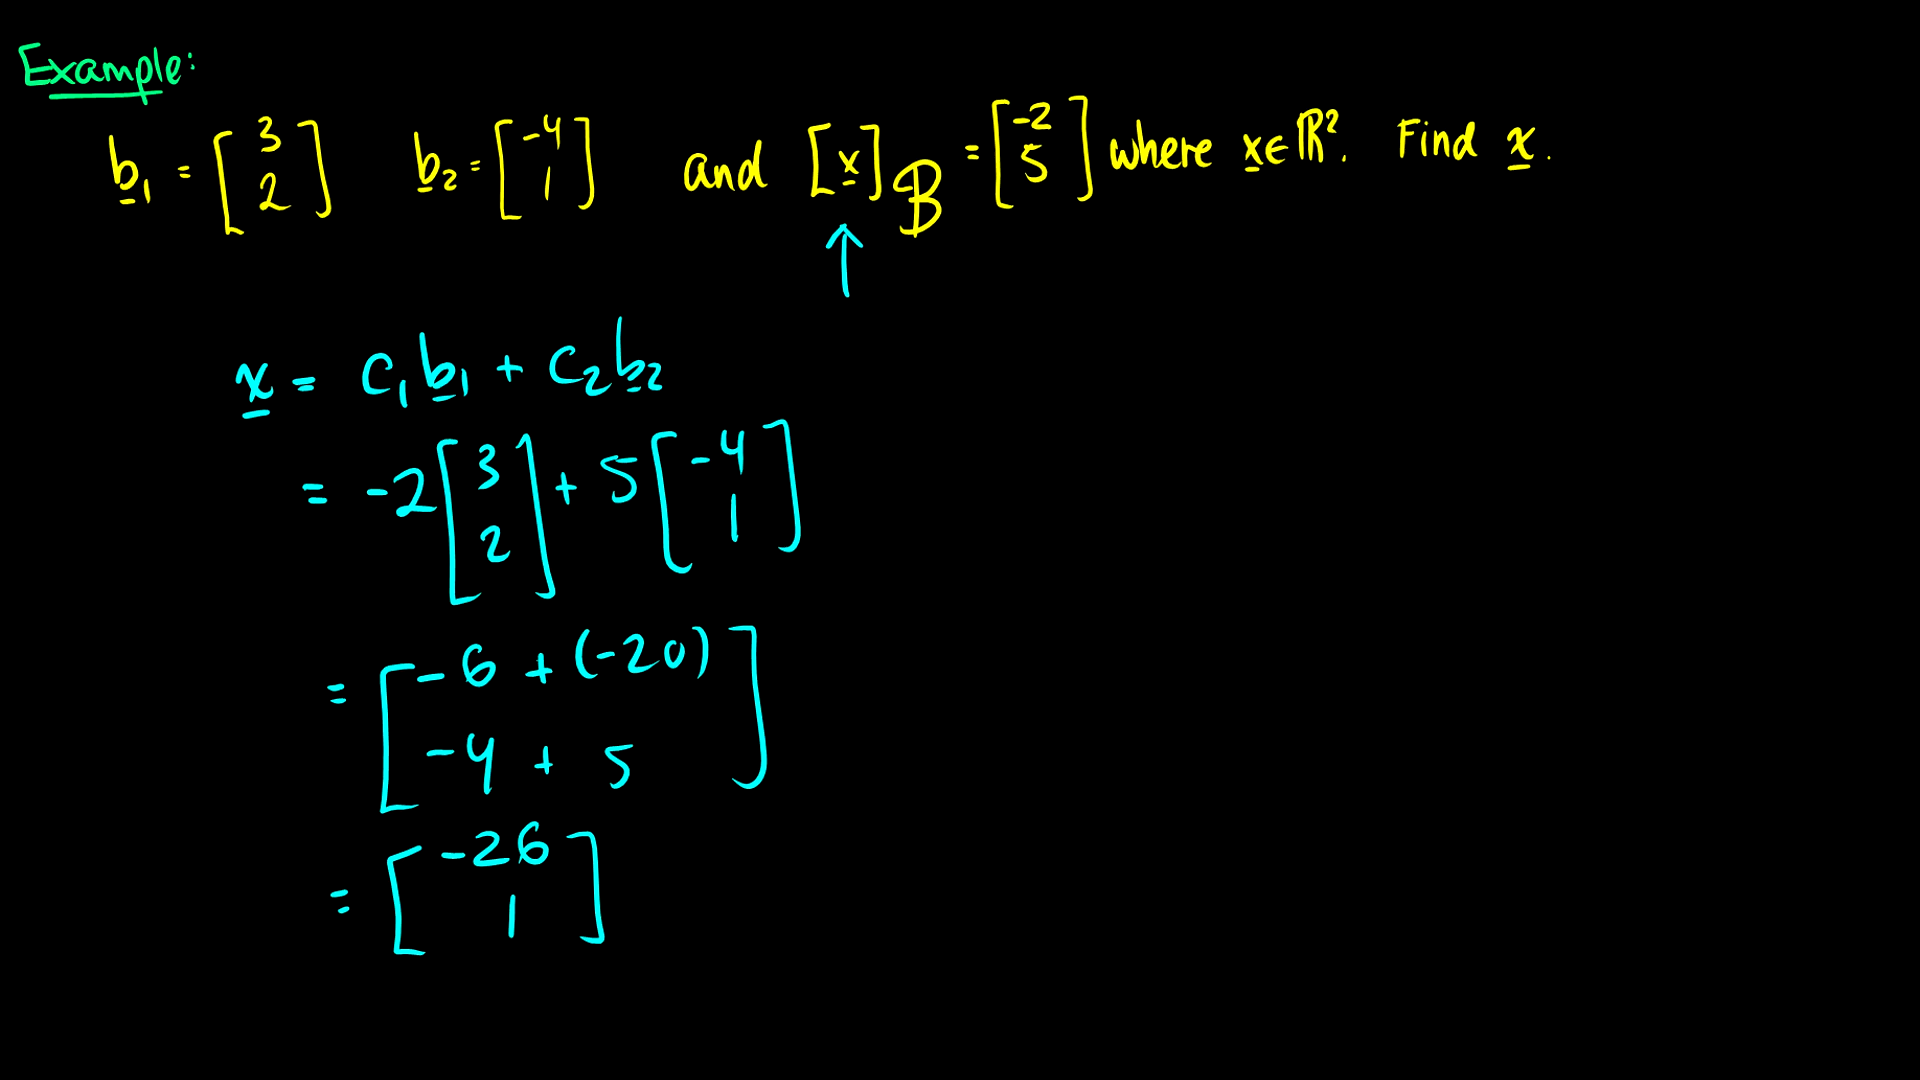 Example:
b₁ = [3 2] b₂ = [-4 1] and [x]_B = [-2 5] where x ∈ ℝ². Find x.
↑
x = c₁b₁ + c₂b₂
= -2[3 2] + 5[-4 1]
= [-6 + (-20) -4 + 5]
= [-26 1]